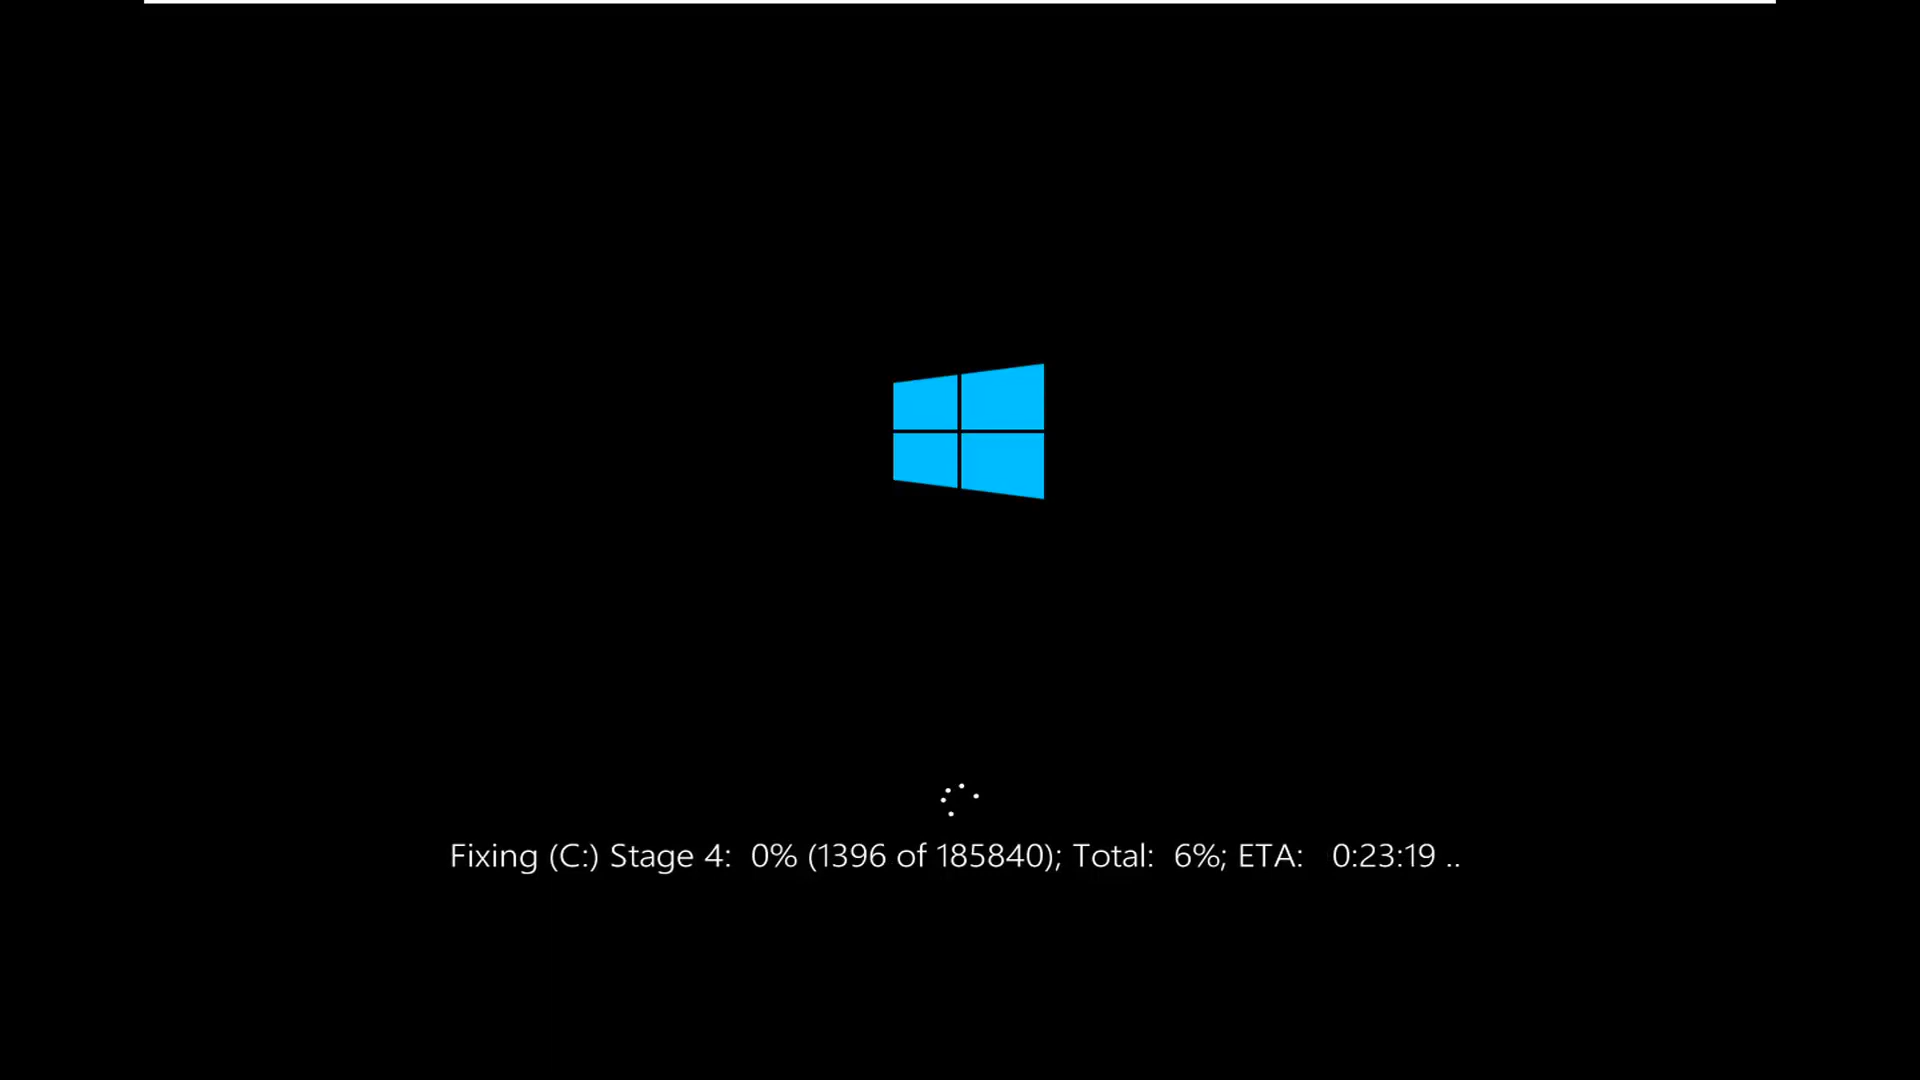 Fixing (C:) Stage 4:  0% (1396 of 185840); Total:  6%; ETA:   0:23:19 ..